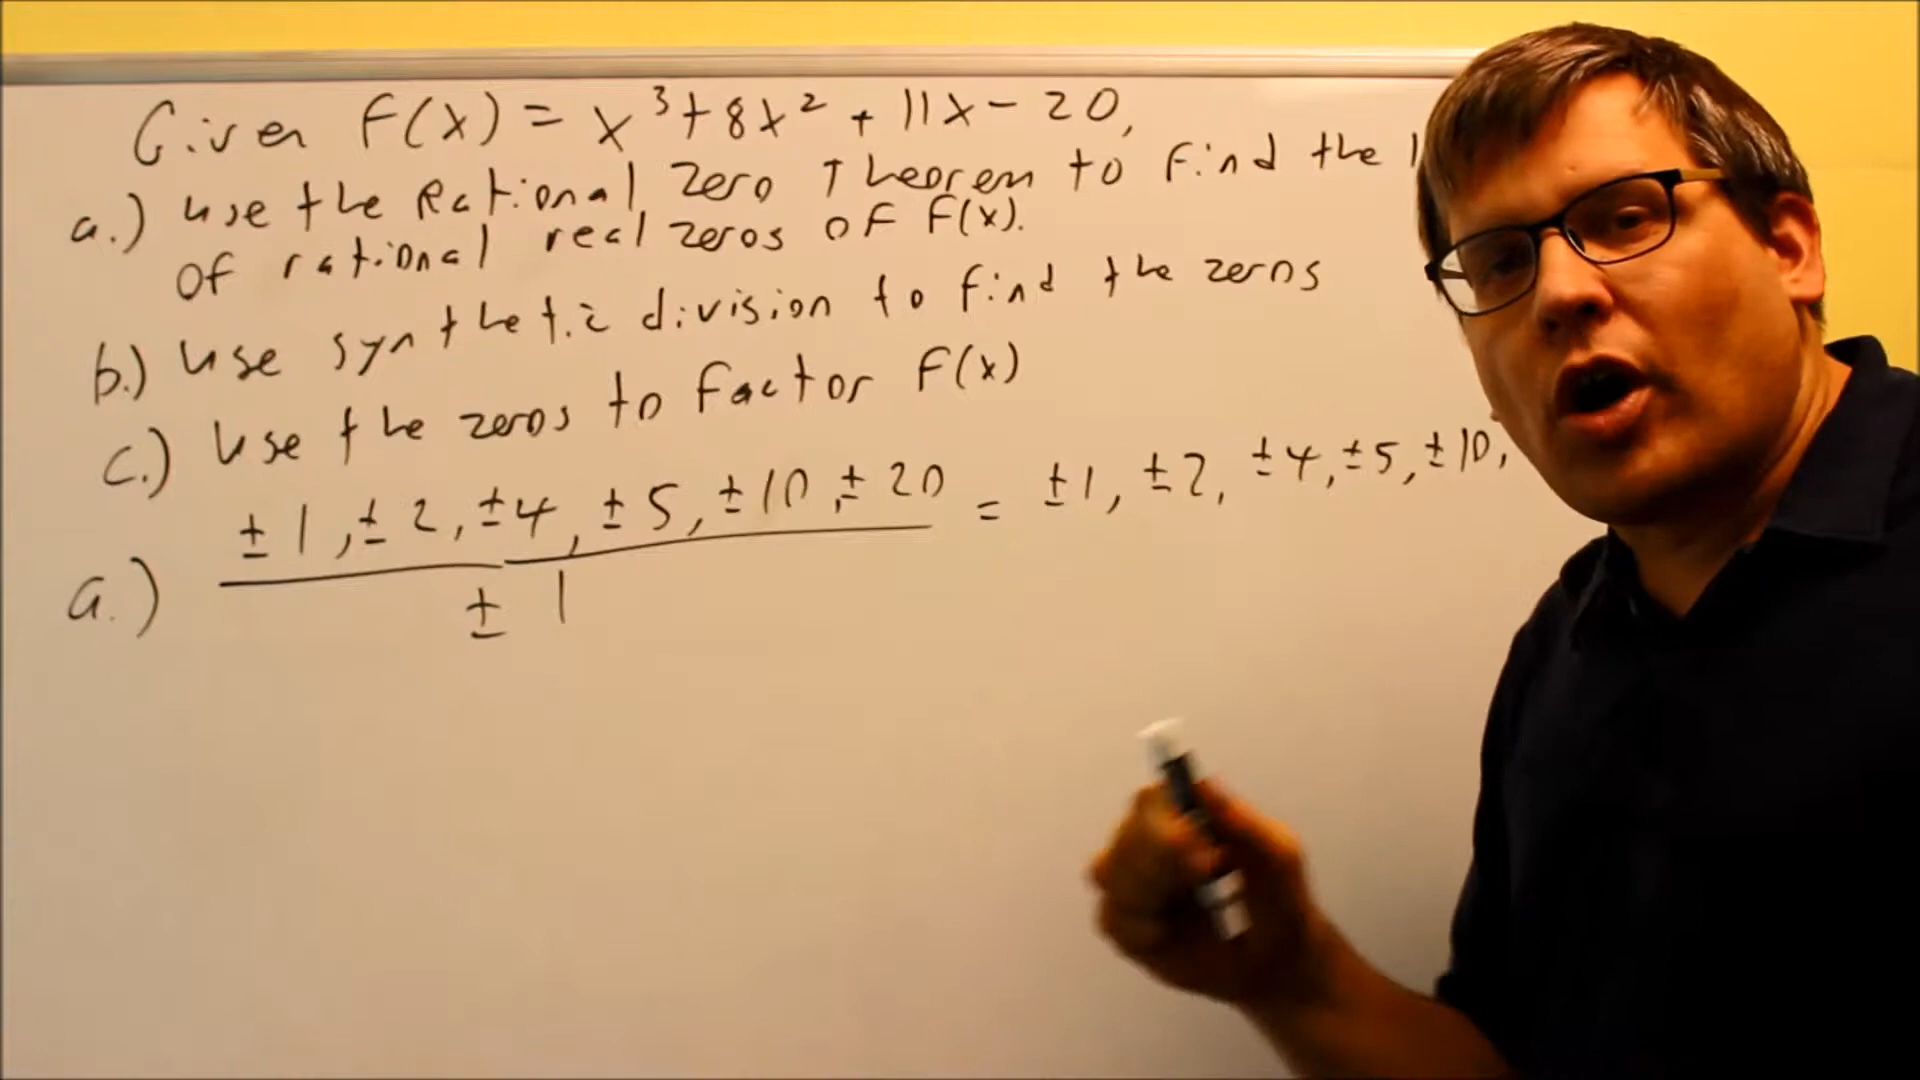 Given F(x) = x³ + 8x² + 11x - 20,
a.) use the Rational Zero Theorem to find the
of rational real zeros of F(x).
b.) Use synthetic division to find the zeros
c.) Use the zeros to Factor F(x)
a.) ±1, ±2, ±4, ±5, ±10, ±20 = ±1, ±2, ±4, ±5, ±10,
± 1